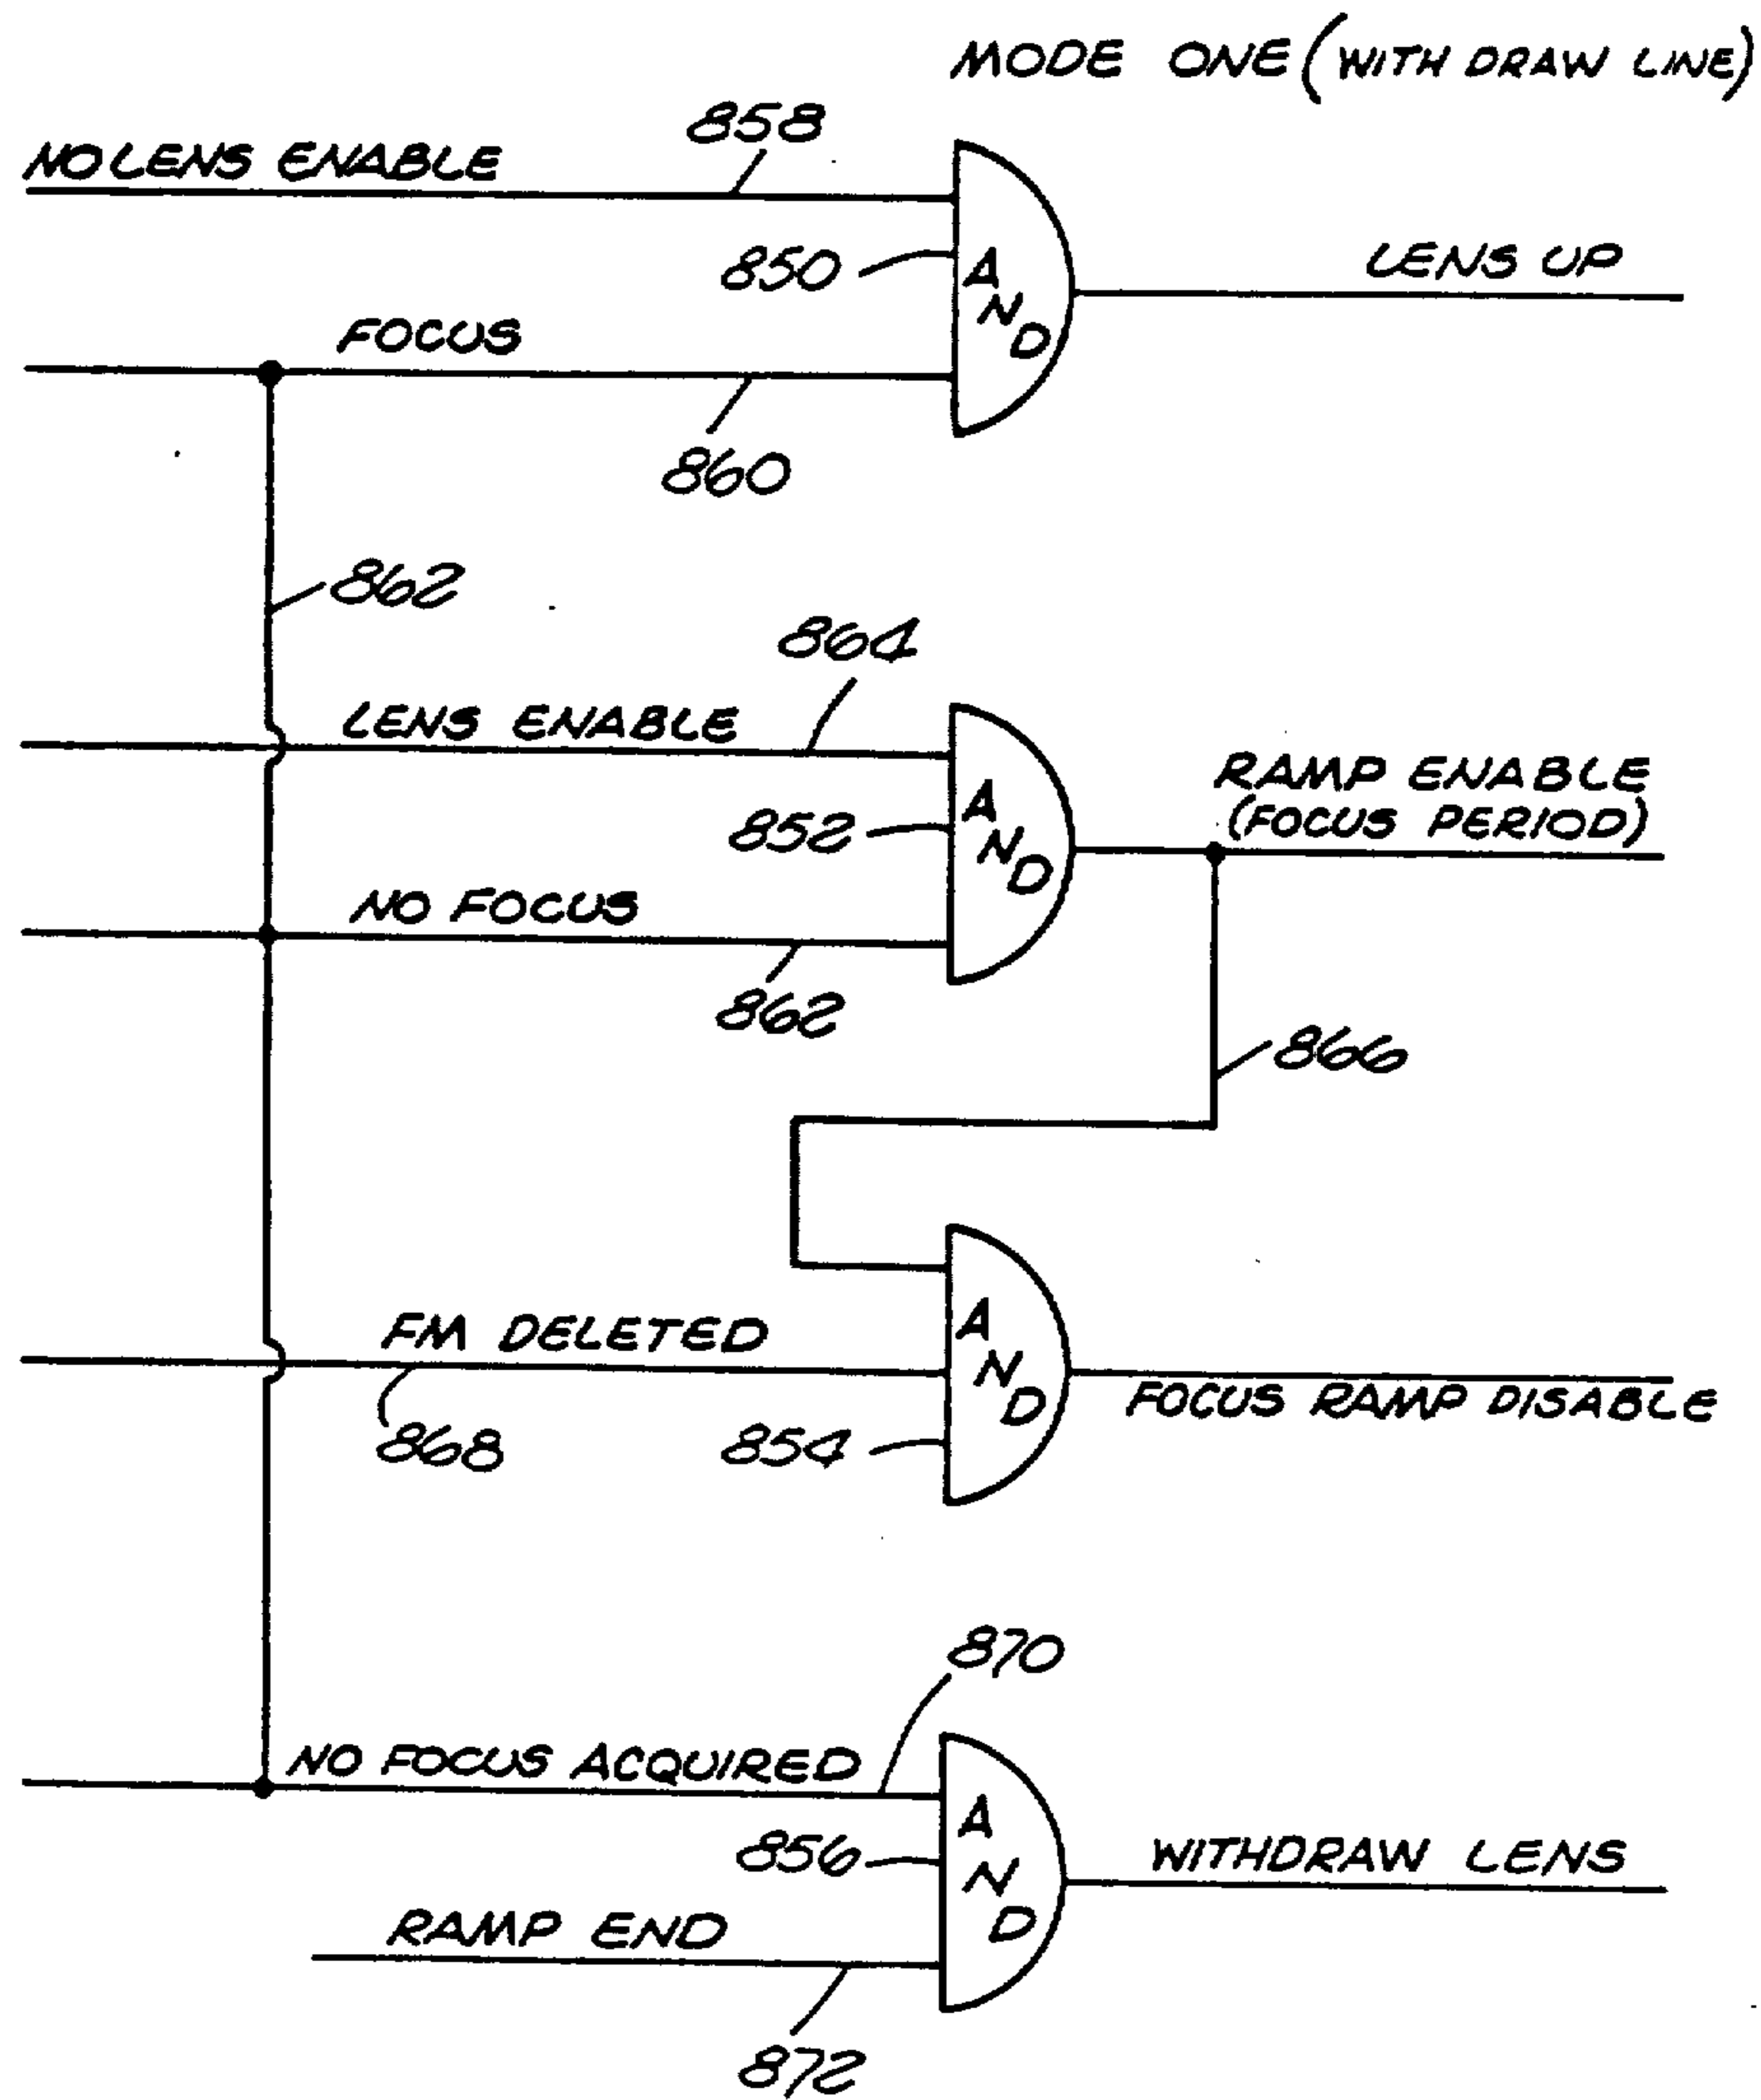 MODE ONE (WITH DRAW LINE)
858
NO LENS ENABLE
850
AND
LENS UP
FOCUS
860
862
864
LENS ENABLE
852
AND
RAMP ENABLE
(FOCUS PERIOD)
NO FOCUS
862
866
FM DELETED
868
854
AND
FOCUS RAMP DISABLE
870
NO FOCUS ACQUIRED
856
AND
WITHDRAW LENS
RAMP END
872